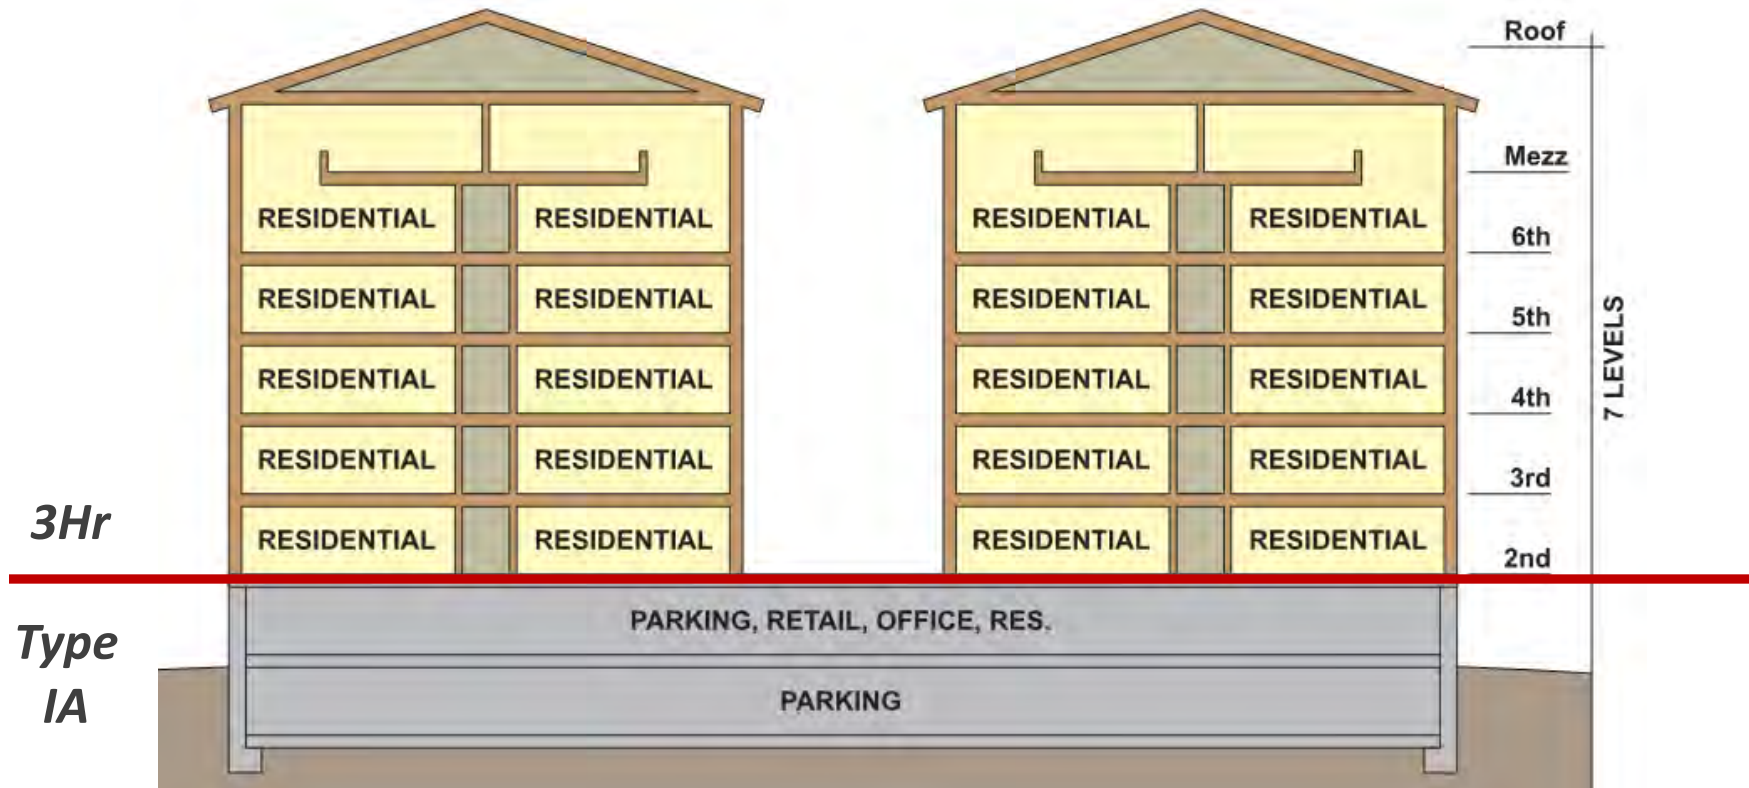 Roof
Mezz
RESIDENTIAL RESIDENTIAL RESIDENTIAL RESIDENTIAL
6th
RESIDENTIAL RESIDENTIAL RESIDENTIAL RESIDENTIAL
5th
RESIDENTIAL RESIDENTIAL RESIDENTIAL RESIDENTIAL
4th
RESIDENTIAL RESIDENTIAL RESIDENTIAL RESIDENTIAL
3rd
RESIDENTIAL RESIDENTIAL RESIDENTIAL RESIDENTIAL
2nd
7 LEVELS
3Hr
Type
IA
PARKING, RETAIL, OFFICE, RES.
PARKING